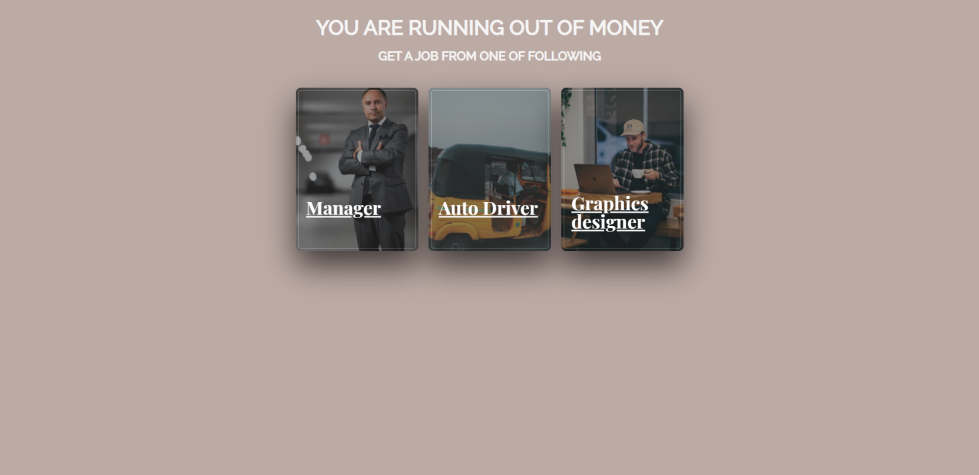 YOU ARE RUNNING OUT OF MONEY
GET A JOB FROM ONE OF FOLLOWING
Manager
Auto Driver
Graphics
designer